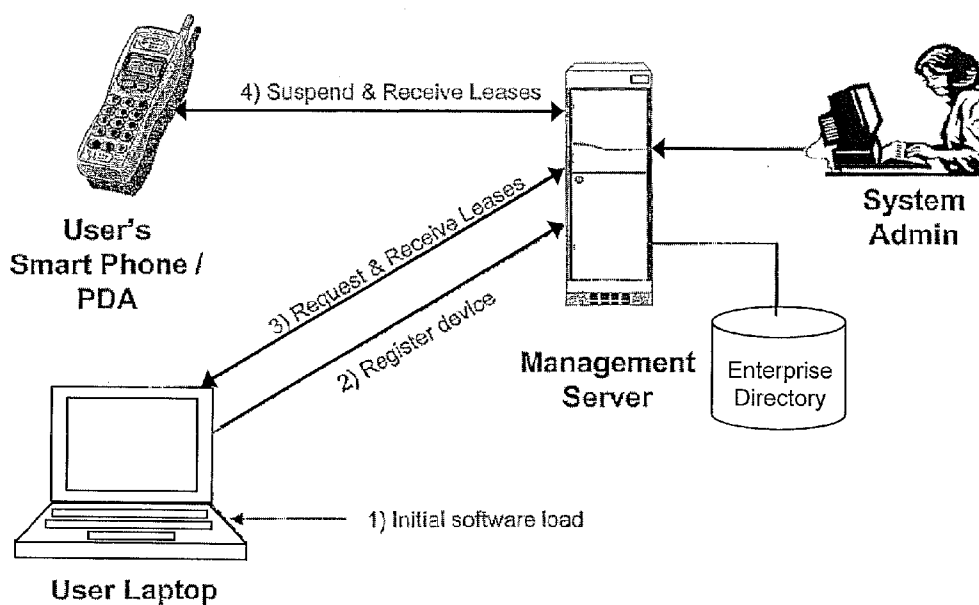 4) Suspend & Receive Leases
User's
Smart Phone /
PDA
System
Admin
3) Request & Receive Leases
2) Register device
Management
Server
Enterprise
Directory
1) Initial software load
User Laptop